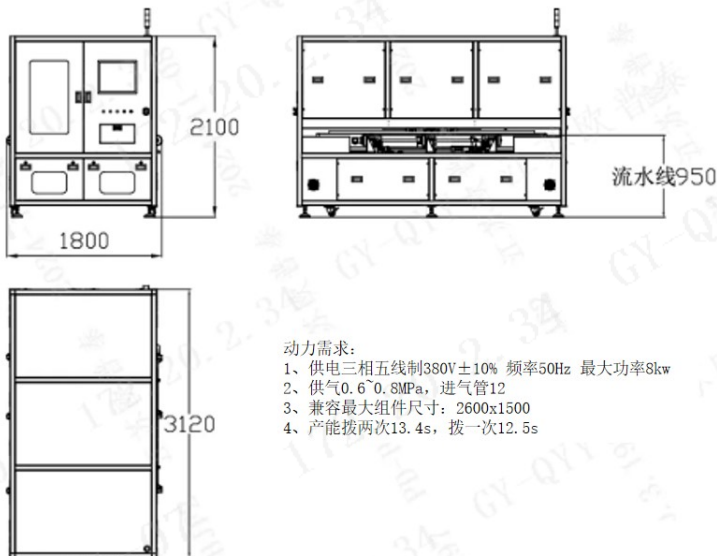 2100
流水线950
1800
3120
动力需求:
1、供电三相五线制380V±10% 频率50Hz 最大功率8kw
2、供气0.6~0.8MPa, 进气管12
3、兼容最大组件尺寸: 2600x1500
4、产能拨两次13.4s, 拨一次12.5s